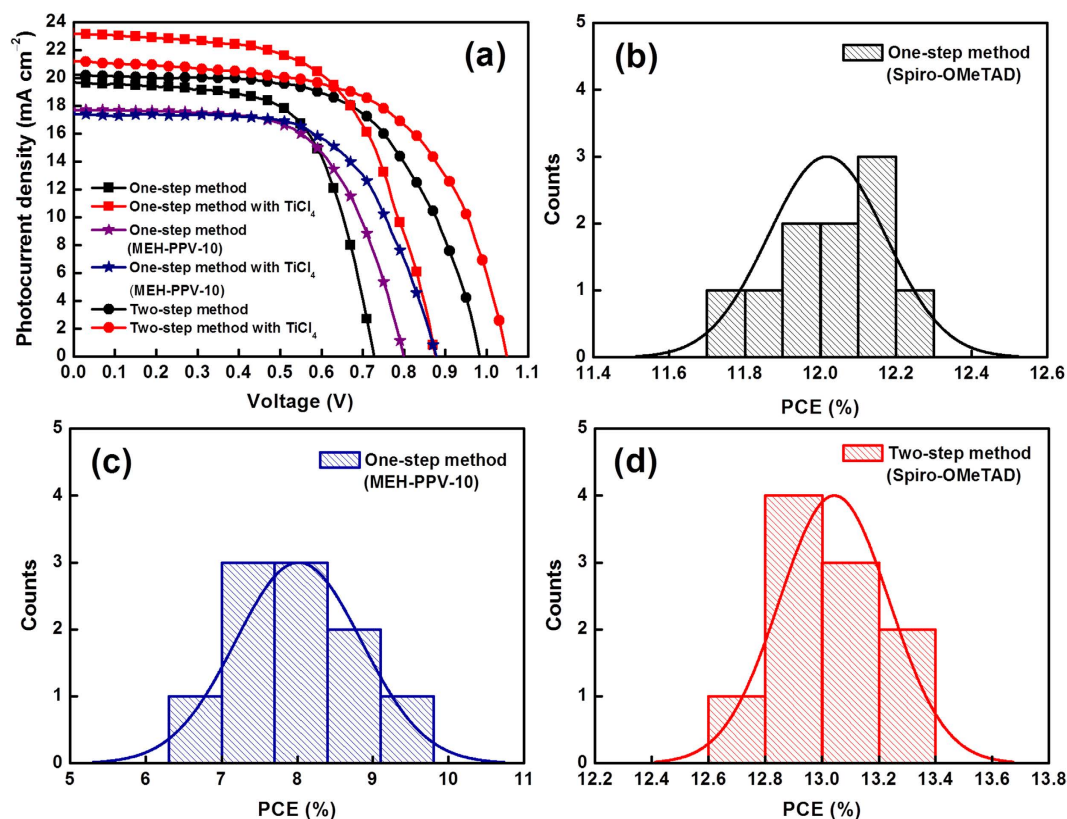 (a)
Photocurrent density (mA cm⁻²)
24
22
20
18
16
14
12
10
8
6
4
2
0
One-step method
One-step method with TiCl₄
One-step method
(MEH-PPV-10)
One-step method with TiCl₄
(MEH-PPV-10)
Two-step method
Two-step method with TiCl₄
0.0 0.1 0.2 0.3 0.4 0.5 0.6 0.7 0.8 0.9 1.0 1.1
Voltage (V)
(b)
One-step method
(Spiro-OMeTAD)
Counts
5
4
3
2
1
0
11.4 11.6 11.8 12.0 12.2 12.4 12.6
PCE (%)
(c)
One-step method
(MEH-PPV-10)
Counts
5
4
3
2
1
0
5 6 7 8 9 10 11
PCE (%)
(d)
Two-step method
(Spiro-OMeTAD)
Counts
5
4
3
2
1
0
12.2 12.4 12.6 12.8 13.0 13.2 13.4 13.6 13.8
PCE (%)